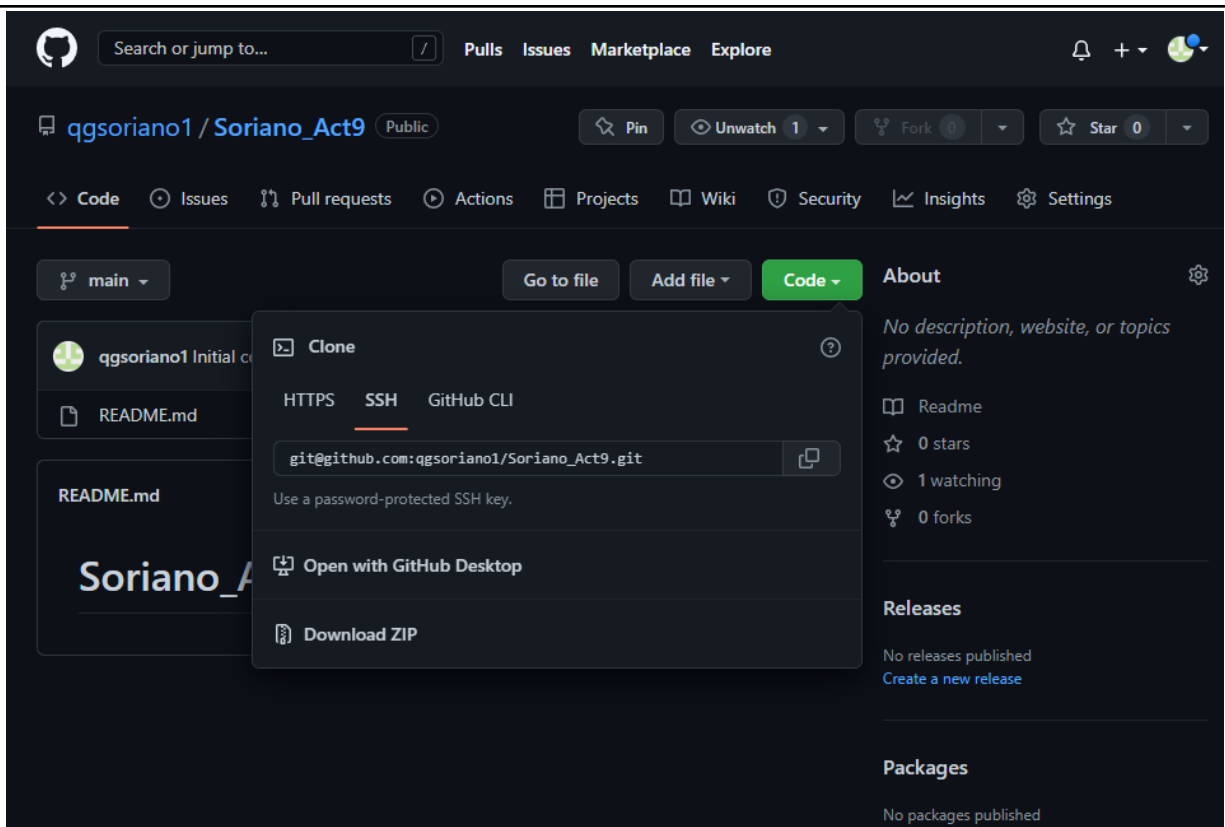 Search or jump to... / Pulls Issues Marketplace Explore
qgsoriano1 / Soriano_Act9 Public Pin Unwatch 1 Fork 0 Star 0
Code Issues Pull requests Actions Projects Wiki Security Insights Settings
main Go to file Add file Code
qgsoriano1 Initial
README.md
README.md
Soriano_
Clone
HTTPS SSH GitHub CLI
git@github.com:qgsoriano1/Soriano_Act9.git
Use a password-protected SSH key.
Open with GitHub Desktop
Download ZIP
About
No description, website, or topics
provided.
Readme
0 stars
1 watching
0 forks
Releases
No releases published
Create a new release
Packages
No packages published